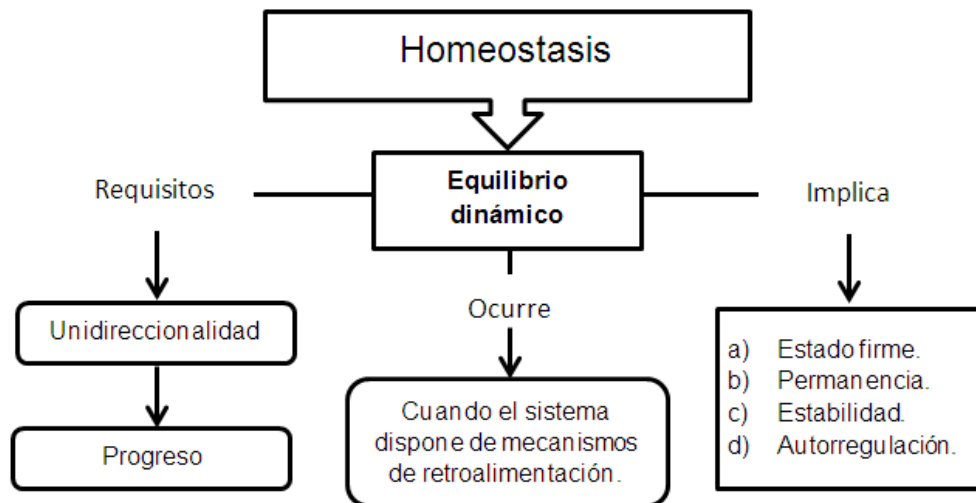 Homeostasis
Equilibrio
dinámico
Requisitos
Unidireccionalidad
Progreso
Ocurre
Cuando el sistema
dispone de mecanismos
de retroalimentación.
Implica
a) Estado firme.
b) Permanencia.
c) Estabilidad.
d) Autorregulación.